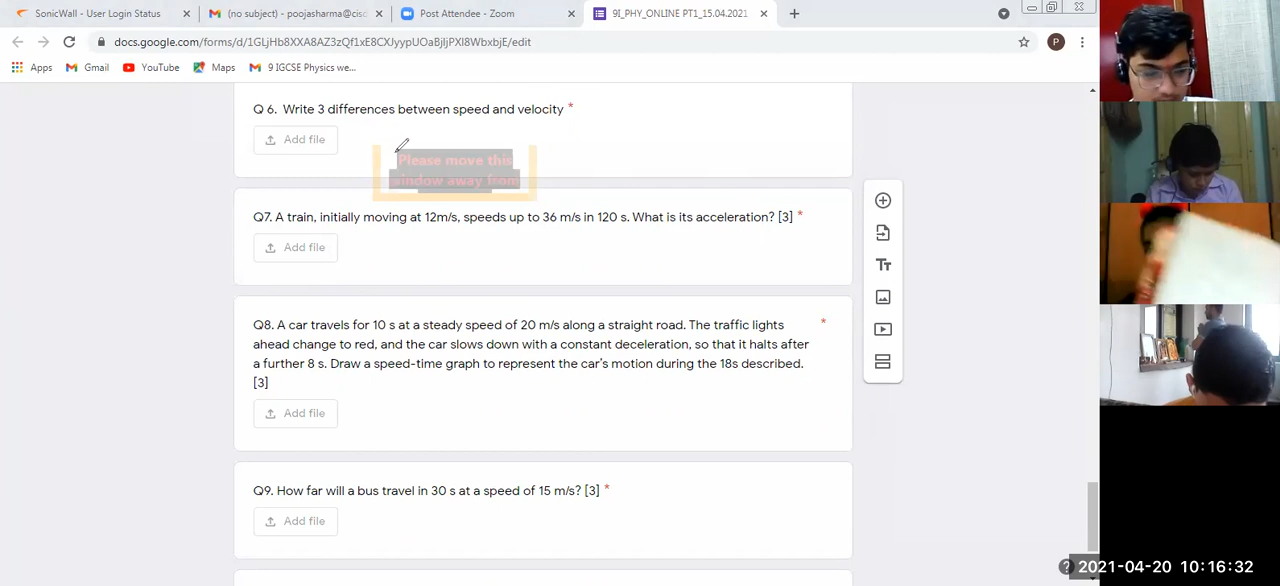 SonicWall - User Login Status
(no subject) - poojasharma@cisc
Post Attendee - Zoom
9I_PHY_ONLINE PT1_15.04.2021
docs.google.com/forms/d/1GLjHb8XXA8AZ3zQf1xE8CXJyypUOaBjIjPXI8WbxbjE/edit
P
Apps
Gmail
YouTube
Maps
9 IGCSE Physics we...
Q 6. Write 3 differences between speed and velocity *
Add file
Please move this
window away from
Q7. A train, initially moving at 12m/s, speeds up to 36 m/s in 120 s. What is its acceleration? [3] *
Add file
Q8. A car travels for 10 s at a steady speed of 20 m/s along a straight road. The traffic lights *
ahead change to red, and the car slows down with a constant deceleration, so that it halts after
a further 8 s. Draw a speed-time graph to represent the car's motion during the 18s described.
[3]
Add file
Q9. How far will a bus travel in 30 s at a speed of 15 m/s? [3] *
Add file
2021-04-20 10:16:32